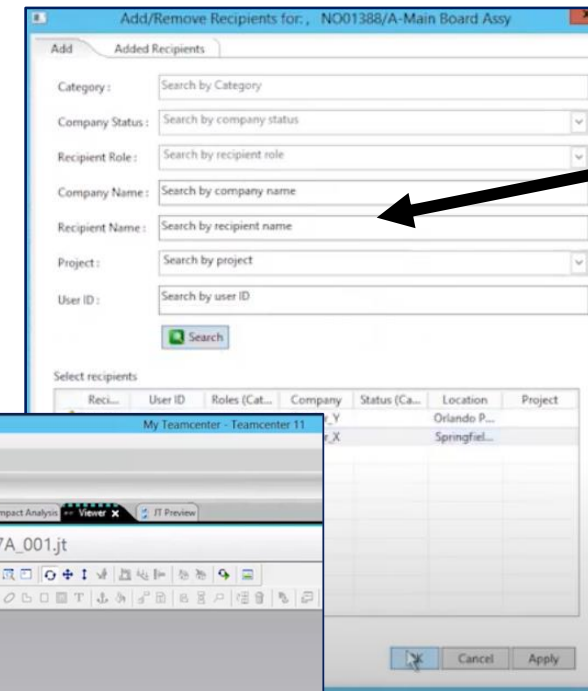 Add/Remove Recipients for: , NO01388/A-Main Board Assy
Add Added Recipients
Category : Search by Category
Company Status : Search by company status
Recipient Role : Search by recipient role
Company Name : Search by company name
Recipient Name : Search by recipient name
Project : Search by project
User ID : Search by user ID
Search
Select recipients
Reci... User ID Roles (Cat... Company Status (Ca... Location Project
_Y Orlando P...
_X Springfiel...
My Teamcenter - Teamcenter 11
mpact Analysis Viewer JT Preview
7A_001.jt
Cancel Apply